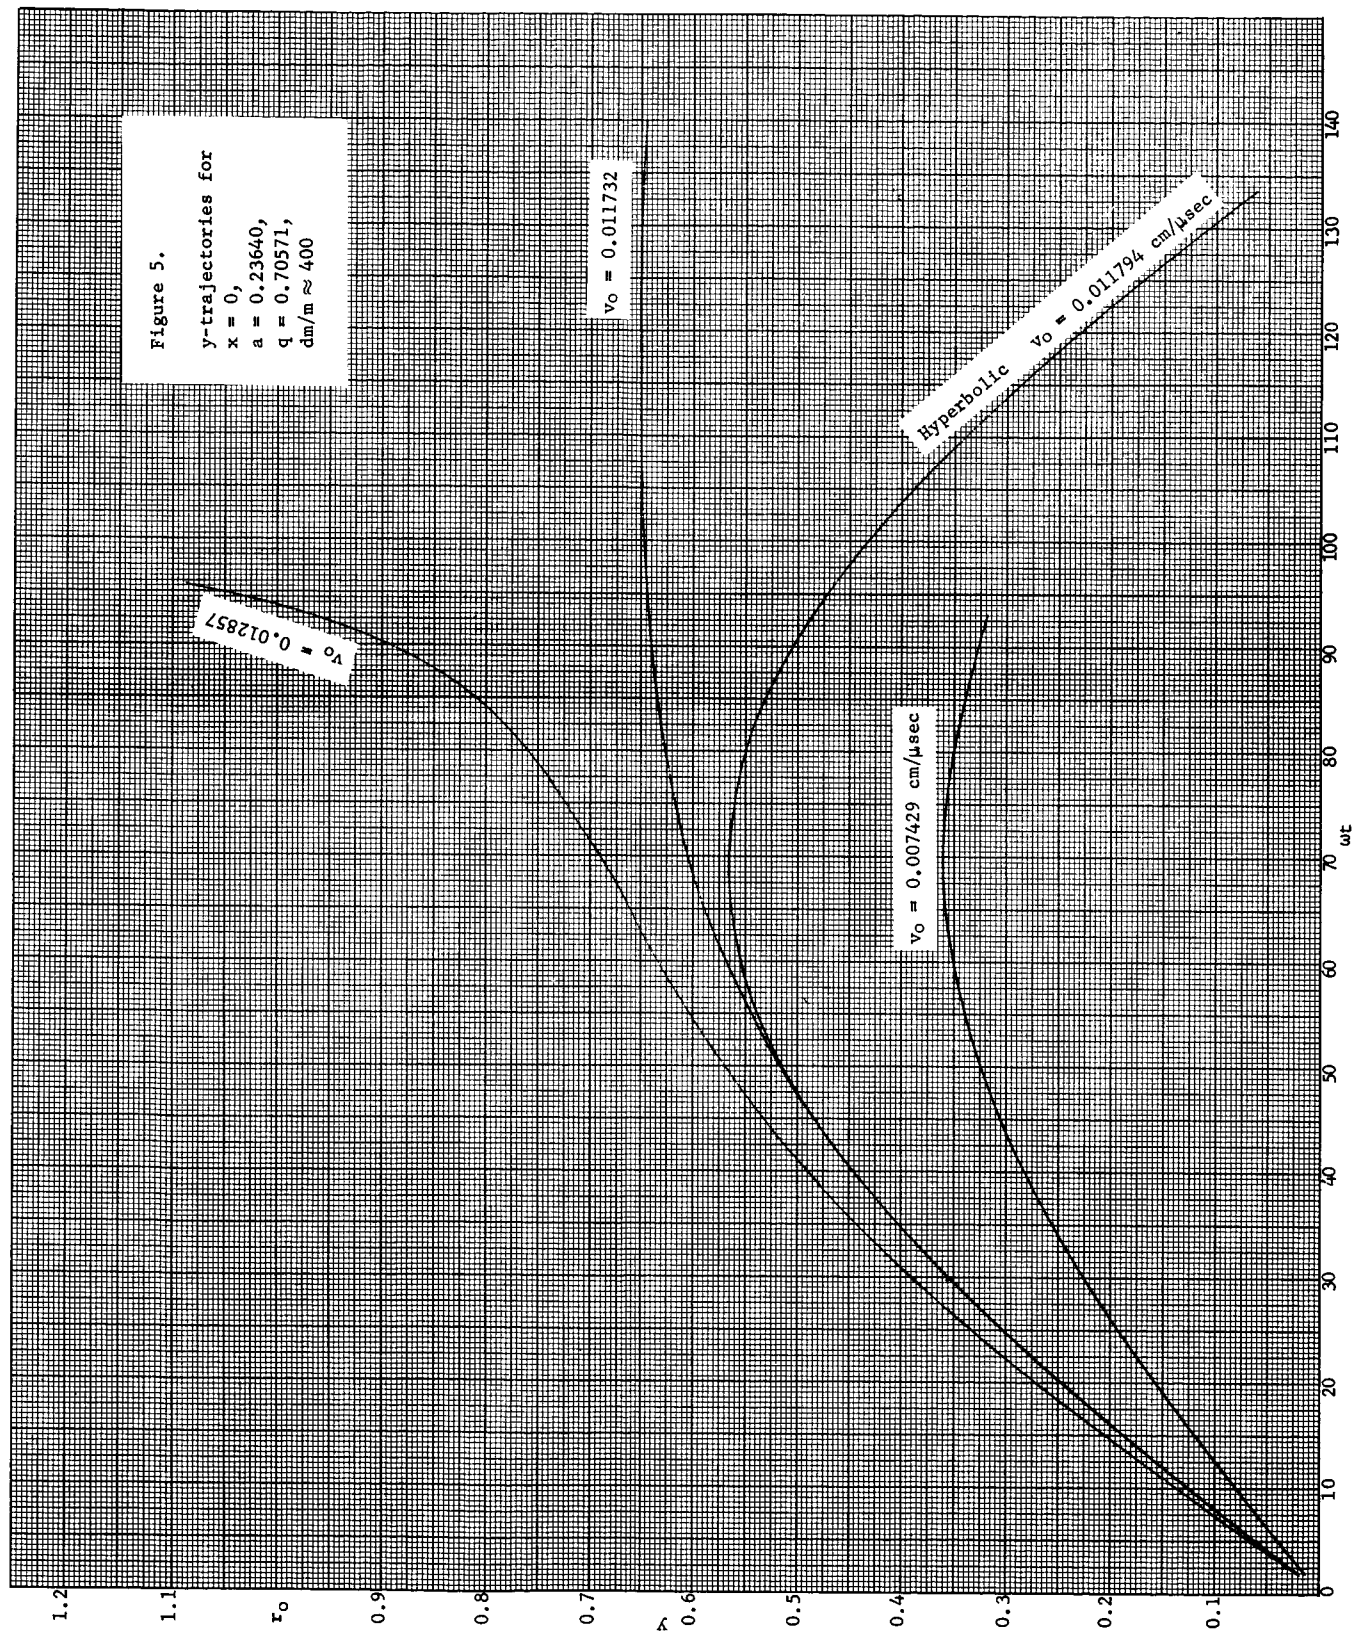 Figure 5.
y-trajectories for
x = 0,
a = 0.23640,
q = 0.70571,
dm/m ≈ 400
v₀ = 0.012857
v₀ = 0.011732
Hyperbolic v₀ = 0.011794 cm/μsec
v₀ = 0.007429 cm/μsec
1.2
1.1
r₀
0.9
0.8
0.7
0.6
y
0.5
0.4
0.3
0.2
0.1
0
10
20
30
40
50
60
70
80
90
100
110
120
130
140
ωt